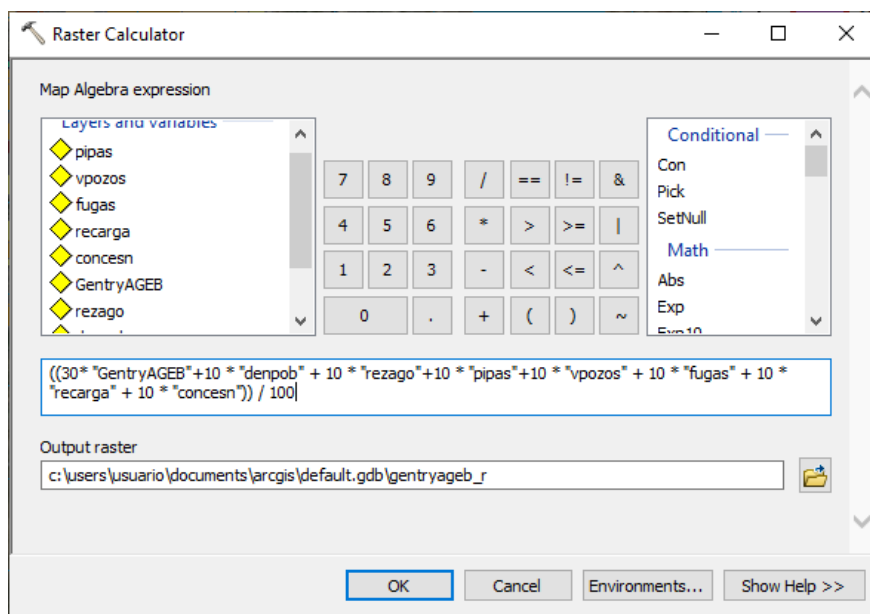 Raster Calculator
Map Algebra expression
Layers and variables
pipas
vpozos
fugas
recarga
concesn
GentryAGEB
rezago
7 8 9 / == != &
4 5 6 * > >= |
1 2 3 - < <= ^
0 . + ( ) ~
Conditional
Con
Pick
SetNull
Math
Abs
Exp
Exp10
((30* "GentryAGEB"+10 * "denpob" + 10 * "rezago"+10 * "pipas"+10 * "vpozos" + 10 * "fugas" + 10 *
"recarga" + 10 * "concesn")) / 100
Output raster
c:\users\usuario\documents\arcgis\default.gdb\gentryageb_r
OK Cancel Environments... Show Help >>